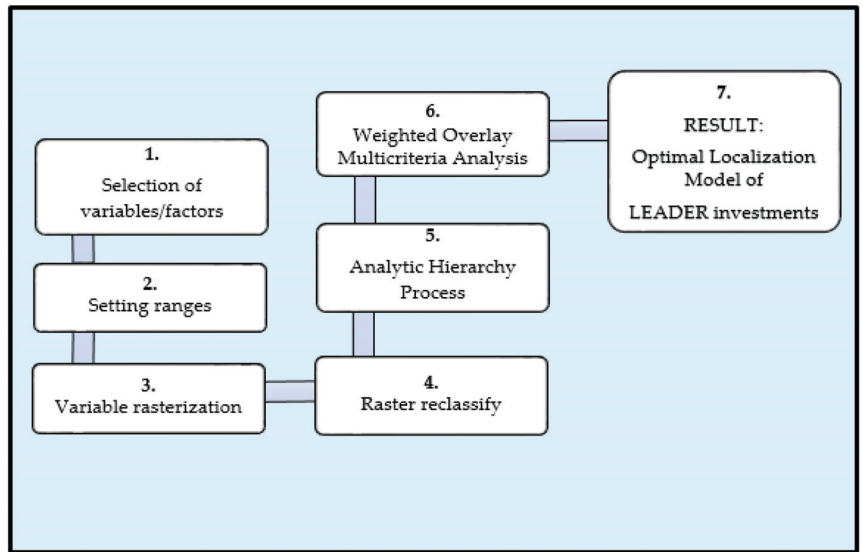 1.
Selection of
variables/factors
2.
Setting ranges
3.
Variable rasterization
4.
Raster reclassify
5.
Analytic Hierarchy
Process
6.
Weighted Overlay
Multicriteria Analysis
7.
RESULT:
Optimal Localization
Model of
LEADER investments